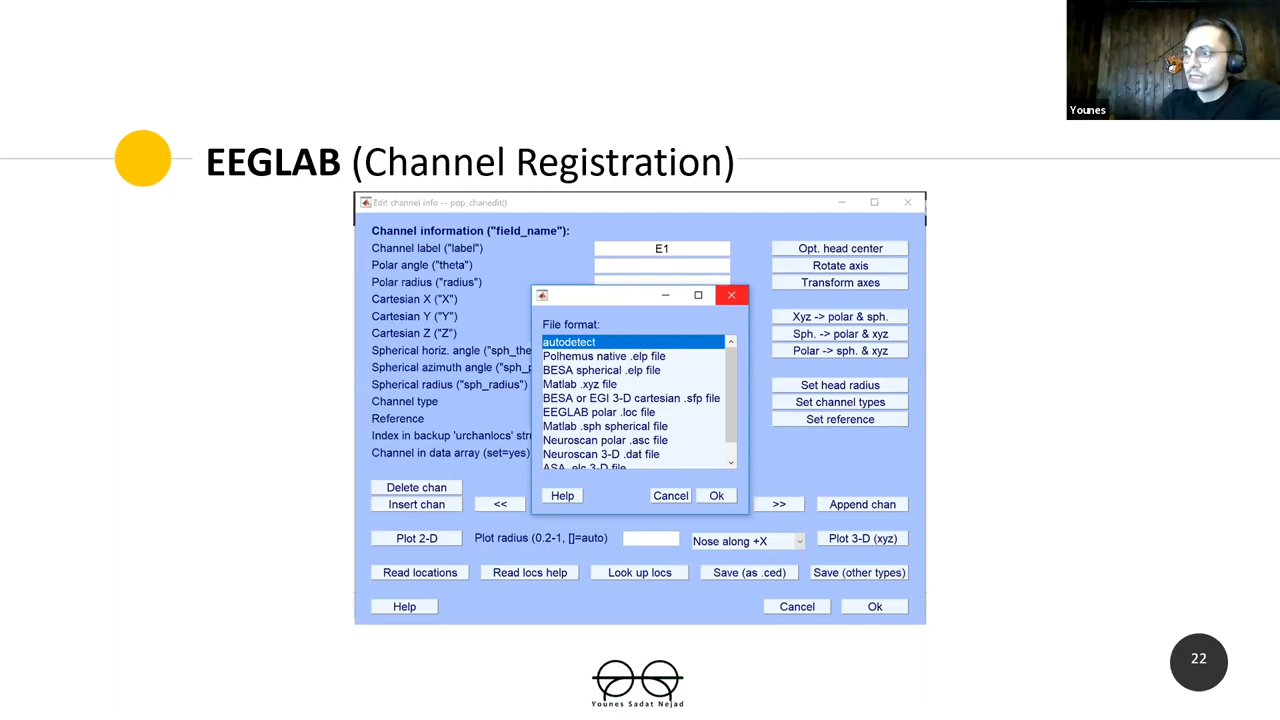 Younes
EEGLAB (Channel Registration)
Edit channel info -- pop_chanedit()
Channel information ("field_name"):
Channel label ("label")
E1
Opt. head center
Polar angle ("theta")
Rotate axis
Polar radius ("radius")
Transform axes
Cartesian X ("X")
Cartesian Y ("Y")
Xyz -> polar & sph.
Cartesian Z ("Z")
Sph. -> polar & xyz
Spherical horiz. angle ("sph_the
Polar -> sph. & xyz
Spherical azimuth angle ("sph_
Spherical radius ("sph_radius")
Set head radius
Channel type
Set channel types
Reference
Set reference
Index in backup 'urchanlocs' str
Channel in data array (set=yes)
File format:
autodetect
Polhemus native .elp file
BESA spherical .elp file
Matlab .xyz file
BESA or EGI 3-D cartesian .sfp file
EEGLAB polar .loc file
Matlab .sph spherical file
Neuroscan polar .asc file
Neuroscan 3-D .dat file
ASA .elc 3-D file
Help
Cancel
Ok
Delete chan
Insert chan
<<
>>
Append chan
Plot 2-D
Plot radius (0.2-1, []=auto)
Nose along +X
Plot 3-D (xyz)
Read locations
Read locs help
Look up locs
Save (as .ced)
Save (other types)
Help
Cancel
Ok
22
Younes Sadat Nejad